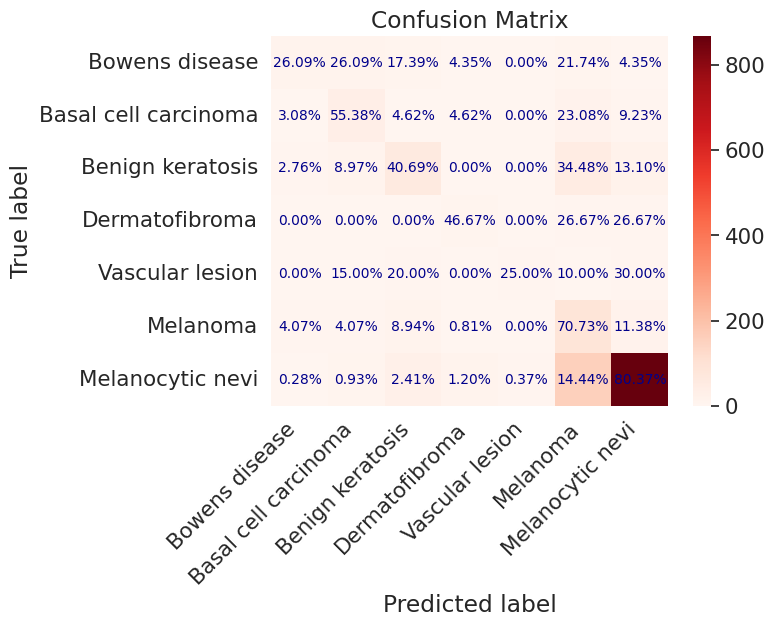 Confusion Matrix
Bowens disease 26.09% 26.09% 17.39% 4.35% 0.00% 21.74% 4.35%
Basal cell carcinoma 3.08% 55.38% 4.62% 4.62% 0.00% 23.08% 9.23%
Benign keratosis 2.76% 8.97% 40.69% 0.00% 0.00% 34.48% 13.10%
Dermatofibroma 0.00% 0.00% 0.00% 46.67% 0.00% 26.67% 26.67%
Vascular lesion 0.00% 15.00% 20.00% 0.00% 25.00% 10.00% 30.00%
Melanoma 4.07% 4.07% 8.94% 0.81% 0.00% 70.73% 11.38%
Melanocytic nevi 0.28% 0.93% 2.41% 1.20% 0.37% 14.44% 80.37%
True label
Bowens disease
Basal cell carcinoma
Benign keratosis
Dermatofibroma
Vascular lesion
Melanoma
Melanocytic nevi
Predicted label
800
600
400
200
0